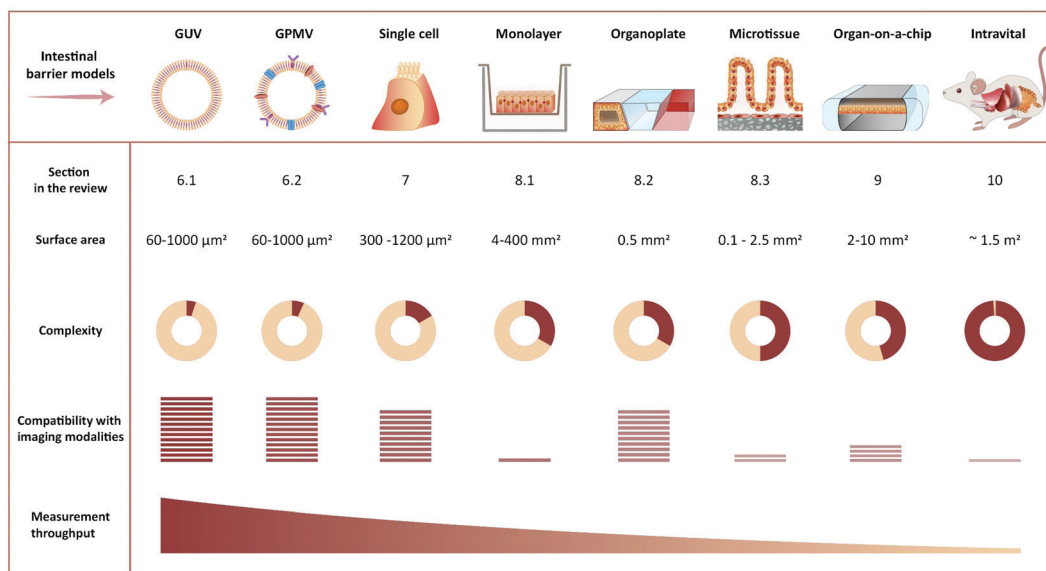 GUV
GPMV
Single cell
Monolayer
Organoplate
Microtissue
Organ-on-a-chip
Intravital
Intestinal
barrier models
Section
in the review
6.1
6.2
7
8.1
8.2
8.3
9
10
Surface area
60-1000 µm²
60-1000 µm²
300 -1200 µm²
4-400 mm²
0.5 mm²
0.1 - 2.5 mm²
2-10 mm²
~ 1.5 m²
Complexity
Compatibility with
imaging modalities
Measurement
throughput